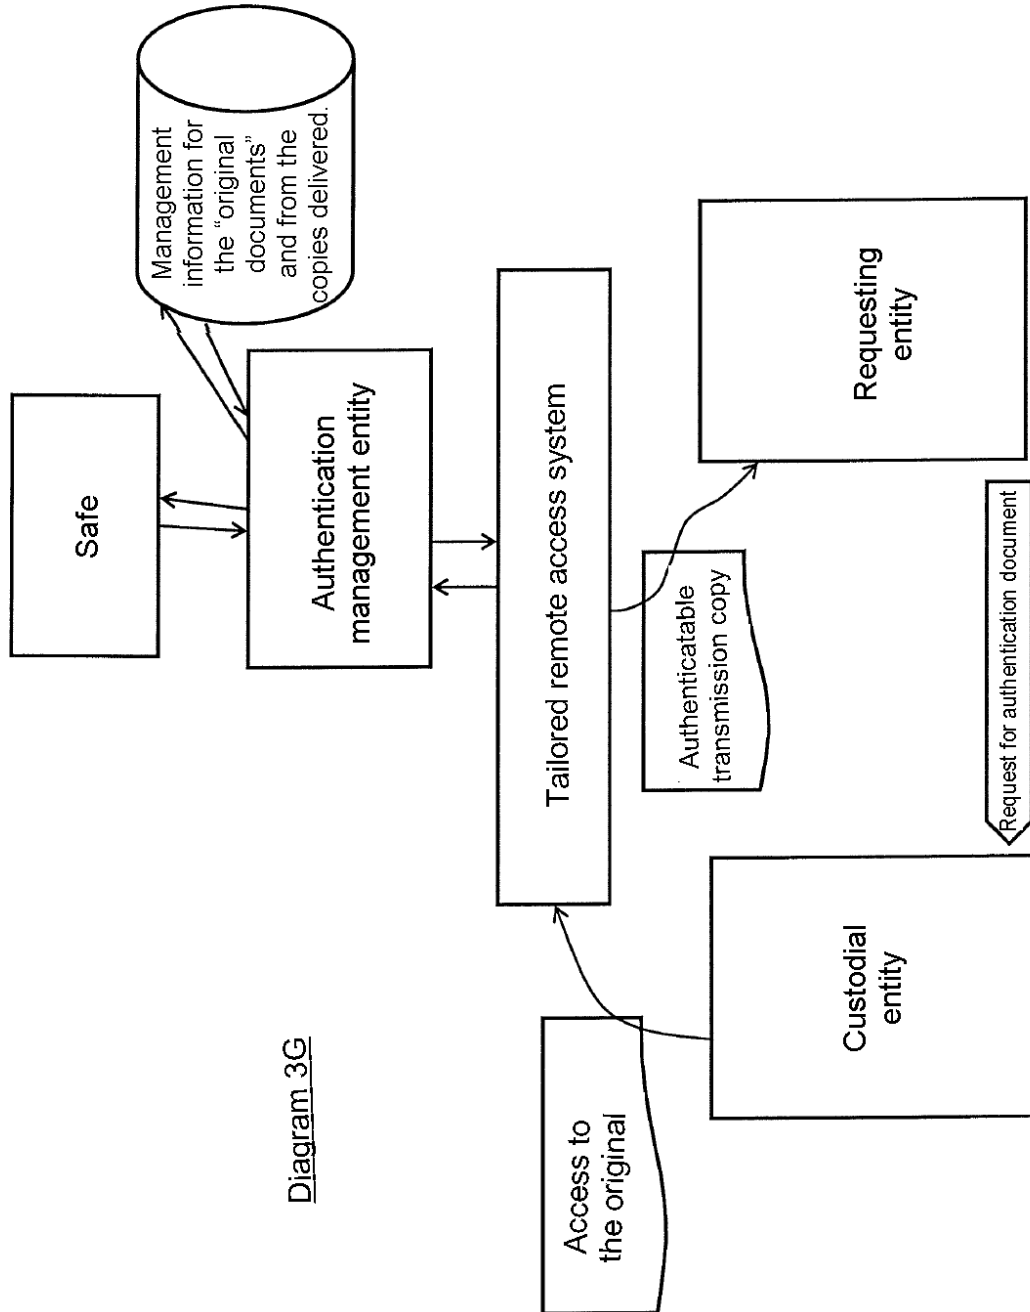 Diagram 3G
Safe
Management
information for
the “original
documents”
and from the
copies delivered.
Authentication
management entity
Tailored remote access system
Access to
the original
Authenticatable
transmission copy
Custodial
entity
Requesting
entity
Request for authentication document